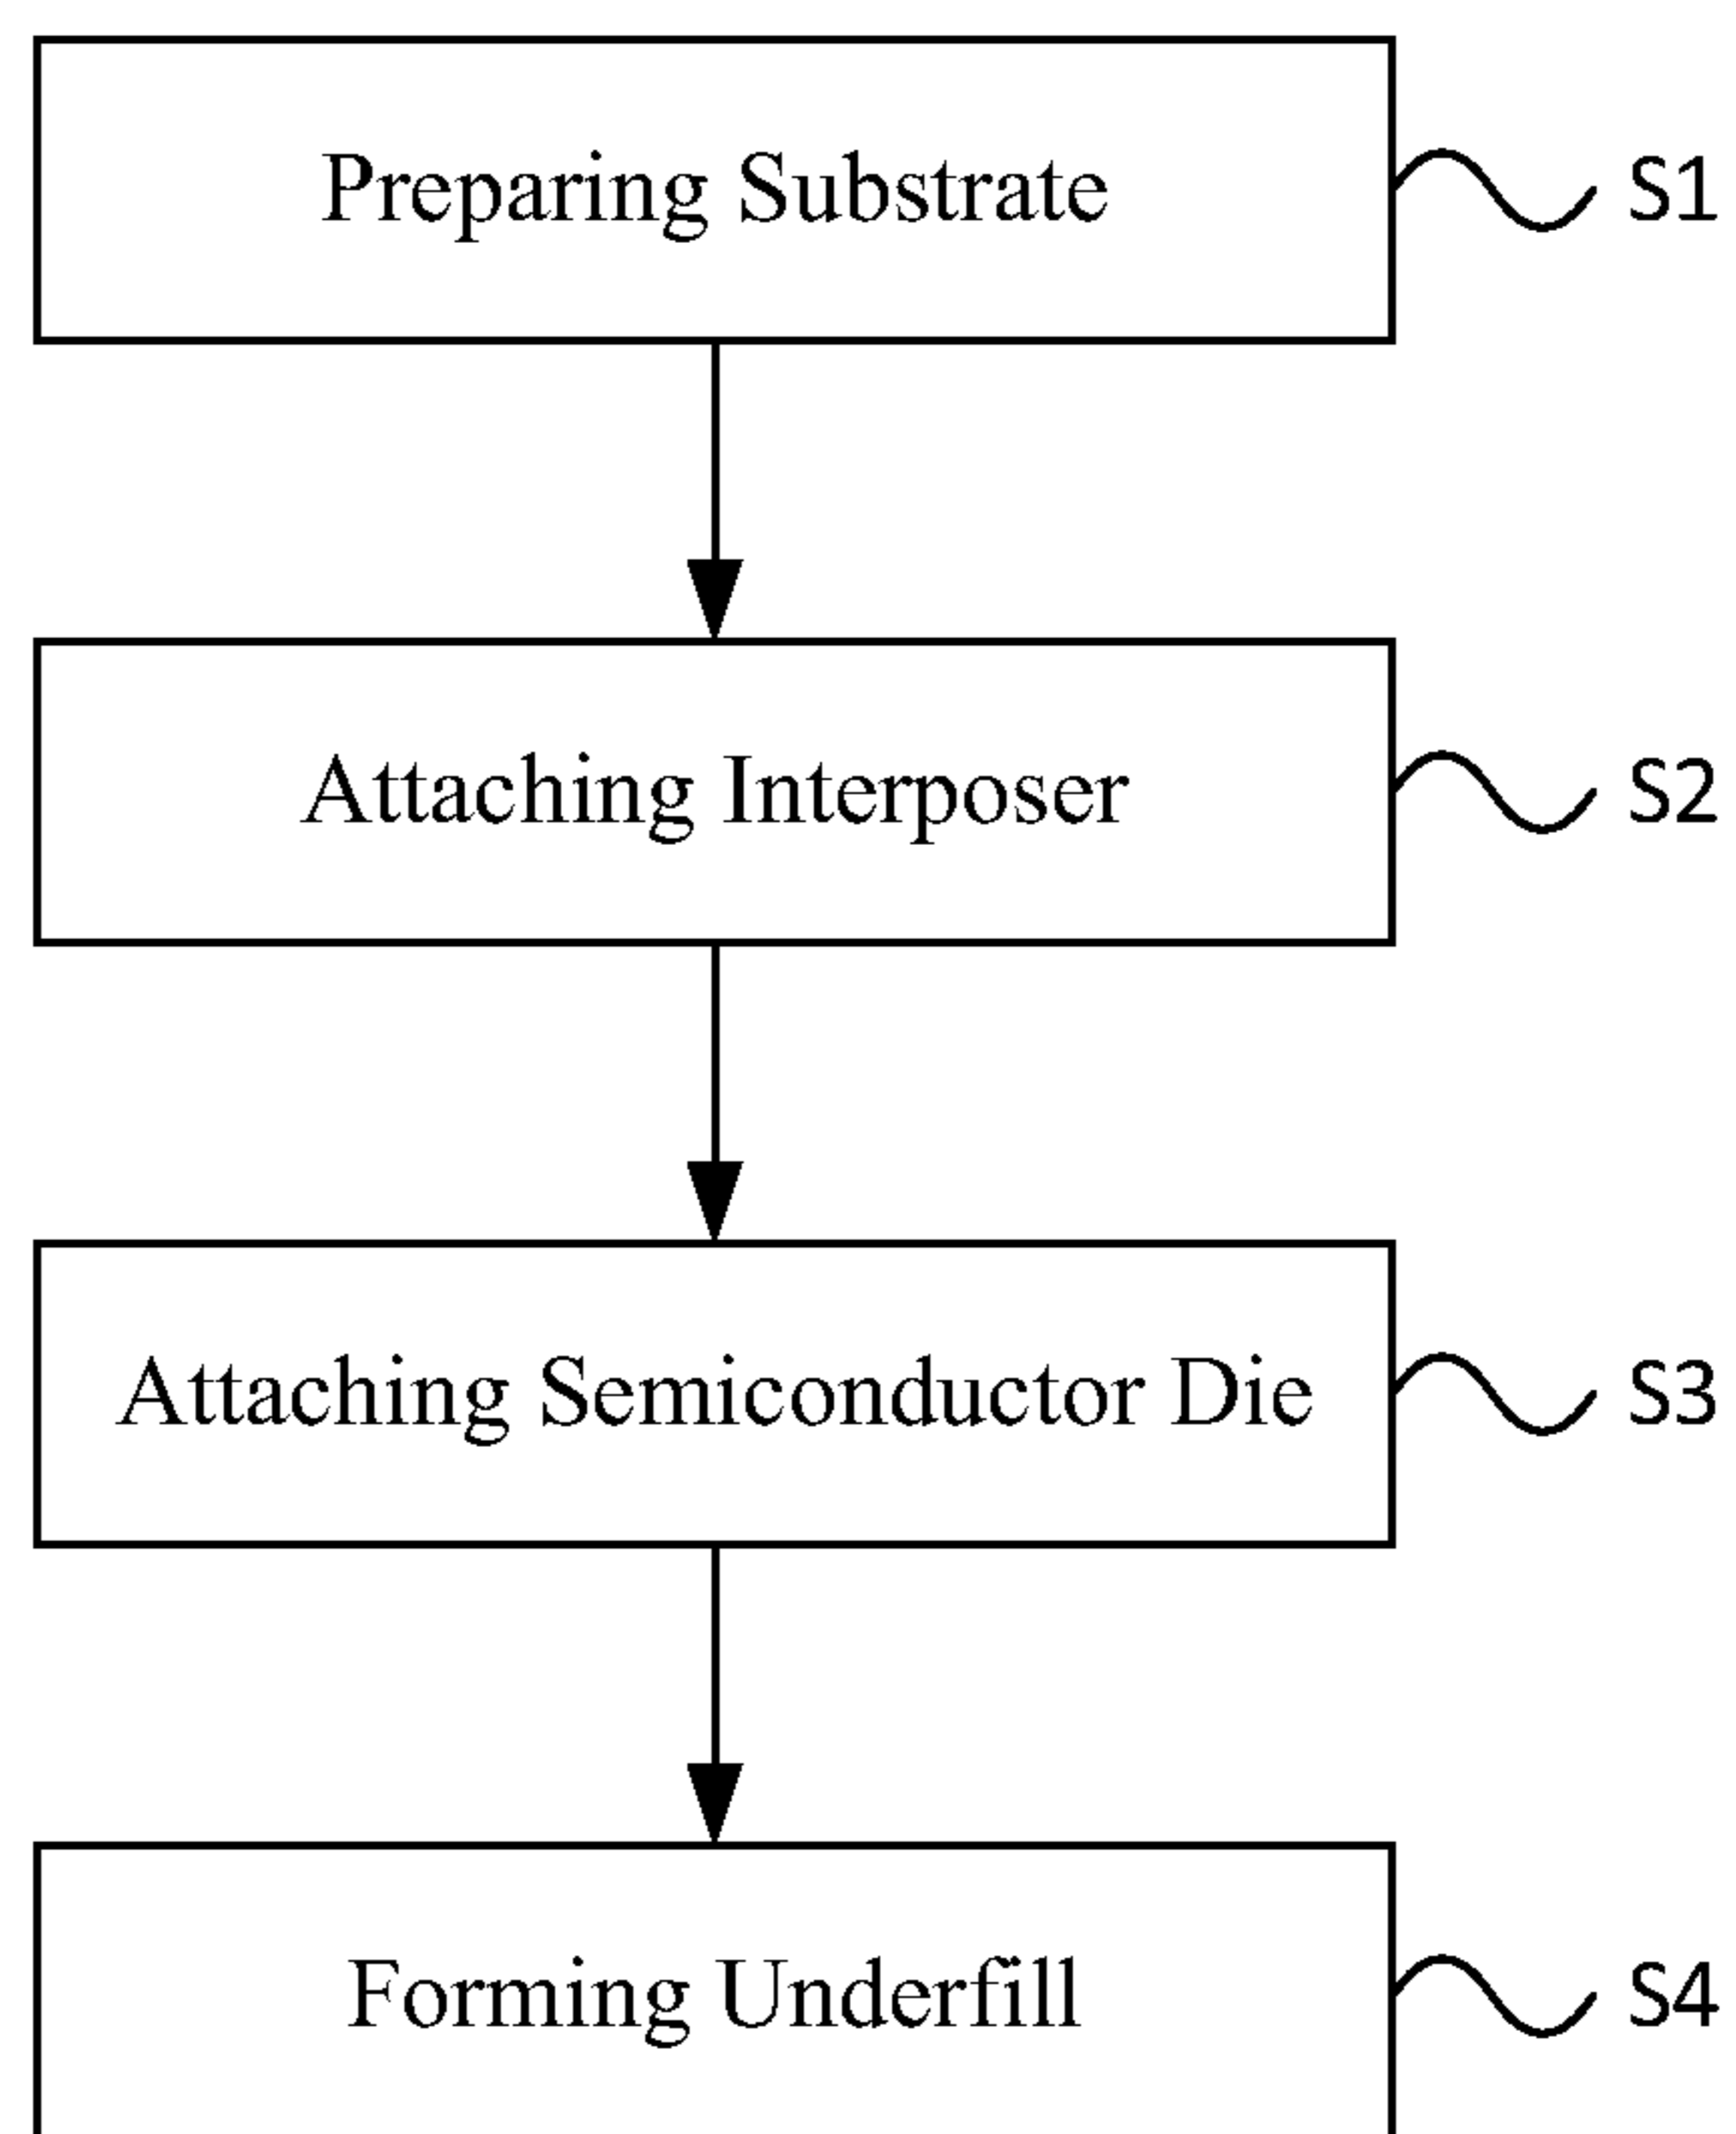 Preparing Substrate S1
Attaching Interposer S2
Attaching Semiconductor Die S3
Forming Underfill S4